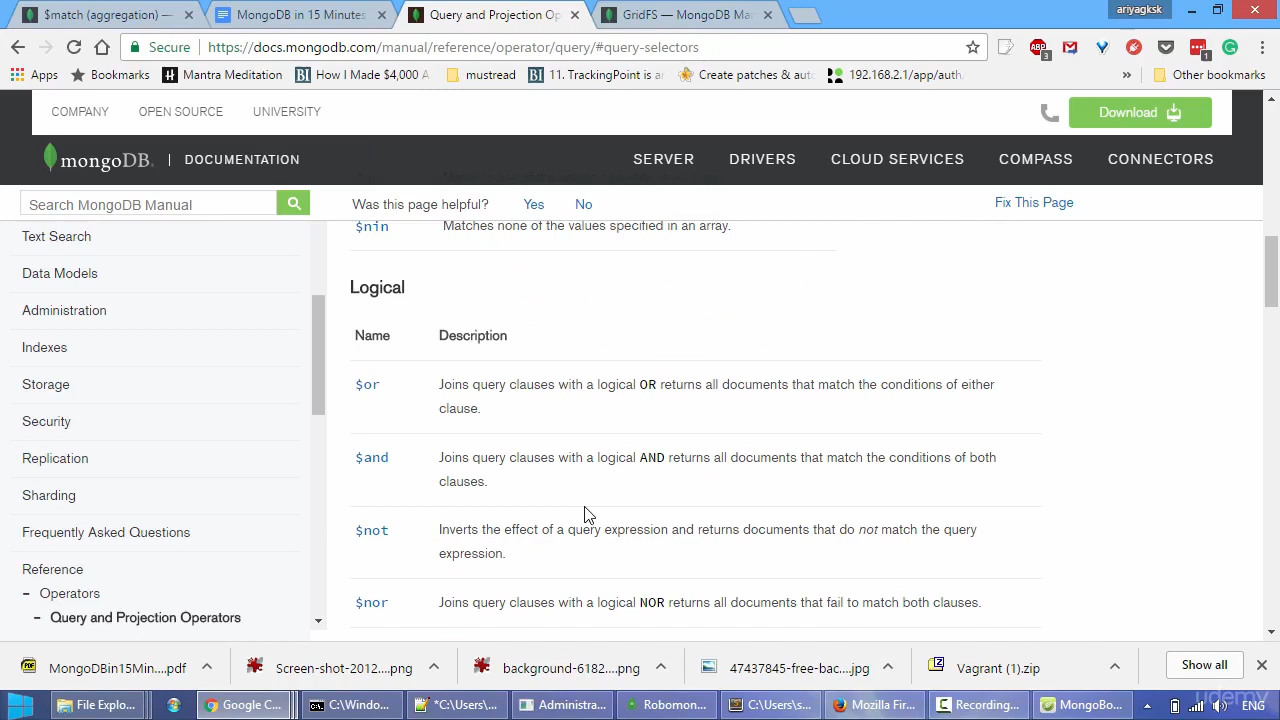 $match (aggregation) —
MongoDB in 15 Minutes
Query and Projection Op
GridFS — MongoDB Ma
ariyagksk
Secure
https://docs.mongodb.com/manual/reference/operator/query/#query-selectors
ABP
3
1
Apps
Bookmarks
Mantra Meditation
BI
How I Made $4,000 A
mustread
BI
11. TrackingPoint is a
Create patches & auto
192.168.2.1/app/auth
»
Other bookmarks
COMPANY
OPEN SOURCE
UNIVERSITY
Download
mongoDB.
DOCUMENTATION
SERVER
DRIVERS
CLOUD SERVICES
COMPASS
CONNECTORS
Search MongoDB Manual
Was this page helpful?
Yes
No
Fix This Page
Text Search
Data Models
Administration
Indexes
Storage
Security
Replication
Sharding
Frequently Asked Questions
Reference
− Operators
− Query and Projection Operators
$nin
Matches none of the values specified in an array.
Logical
Name
Description
$or
Joins query clauses with a logical OR returns all documents that match the conditions of either
clause.
$and
Joins query clauses with a logical AND returns all documents that match the conditions of both
clauses.
$not
Inverts the effect of a query expression and returns documents that do not match the query
expression.
$nor
Joins query clauses with a logical NOR returns all documents that fail to match both clauses.
MongoDBin15Min....pdf
Screen-shot-2012....png
background-6182....png
47437845-free-bac....jpg
Vagrant (1).zip
Show all
File Explo...
Google C...
C:\Windo...
*C:\Users\...
Administra...
Robomon...
C:\Users\s...
Mozilla Fir...
Recording...
MongoBo...
ENG
udemy